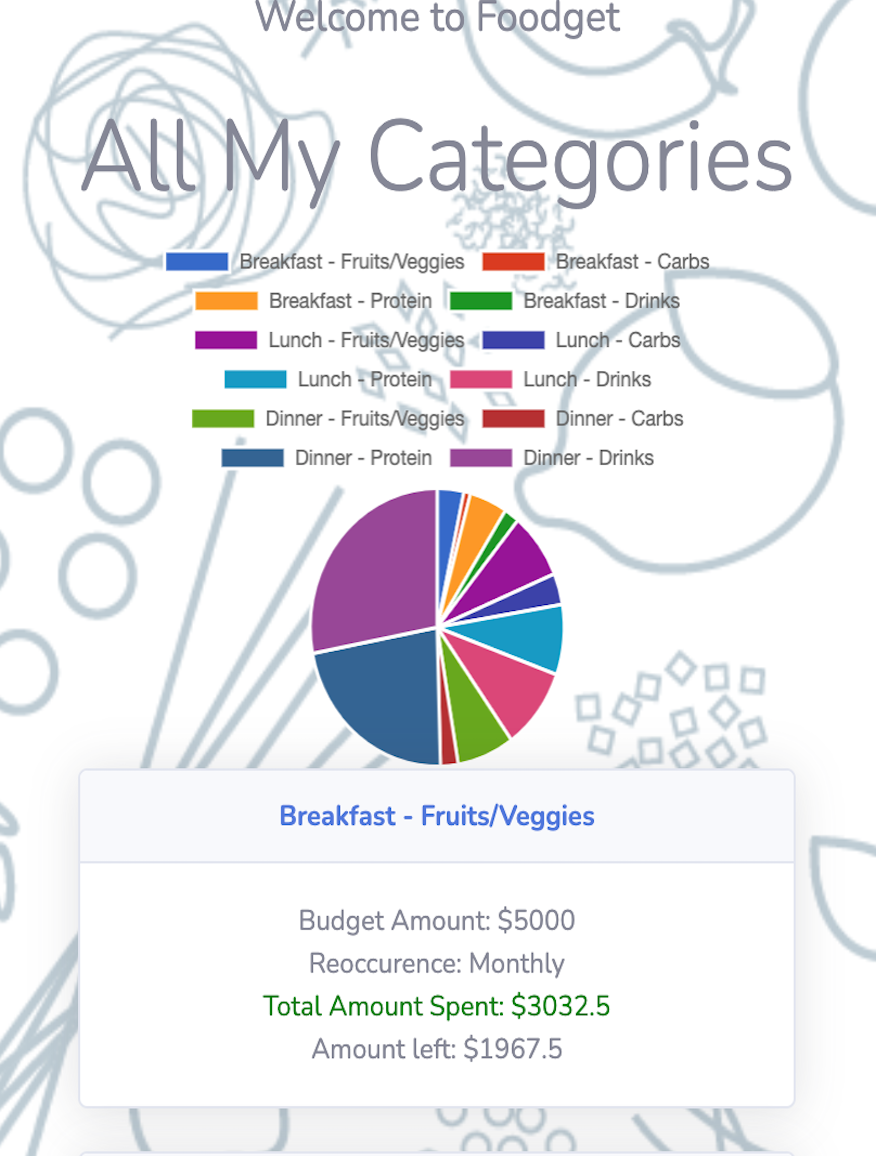 Welcome to Foodget
All My Categories
Breakfast - Fruits/Veggies Breakfast - Carbs
Breakfast - Protein Breakfast - Drinks
Lunch - Fruits/Veggies Lunch - Carbs
Lunch - Protein Lunch - Drinks
Dinner - Fruits/Veggies Dinner - Carbs
Dinner - Protein Dinner - Drinks
Breakfast - Fruits/Veggies
Budget Amount: $5000
Reoccurence: Monthly
Total Amount Spent: $3032.5
Amount left: $1967.5